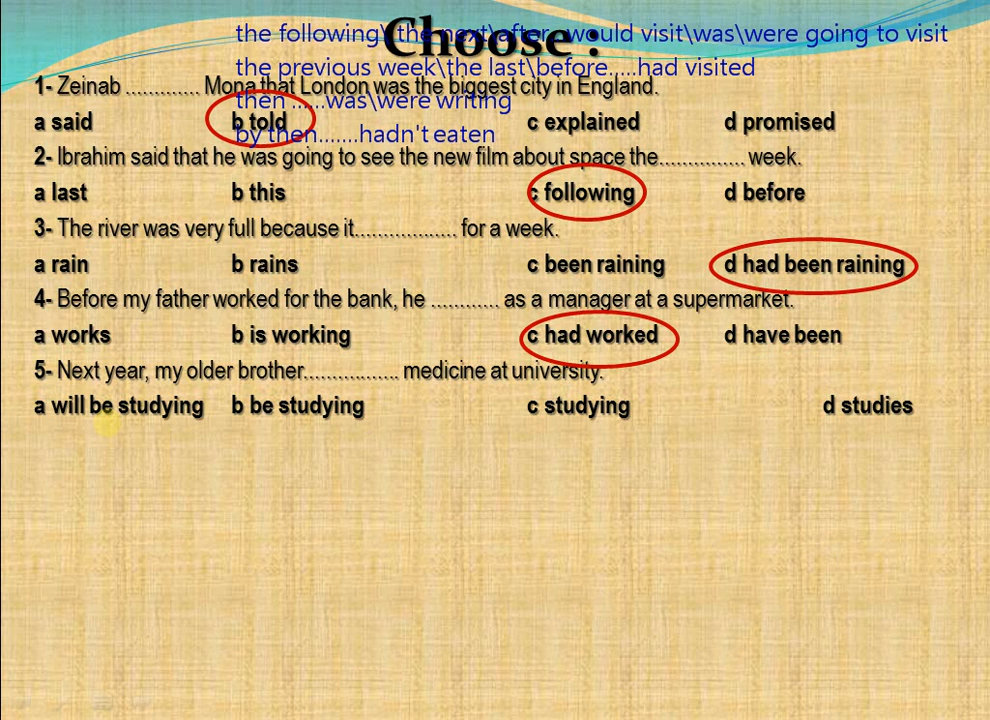 Choose :
the following\ the next\after...would visit\was\were going to visit
the previous week\the last\before.....had visited
1- Zeinab ............. Mona that London was the biggest city in England.
then ......was\were writing
a said b told c explained d promised
by then.......hadn't eaten
2- Ibrahim said that he was going to see the new film about space the............... week.
a last b this c following d before
3- The river was very full because it.................. for a week.
a rain b rains c been raining d had been raining
4- Before my father worked for the bank, he ............ as a manager at a supermarket.
a works b is working c had worked d have been
5- Next year, my older brother................. medicine at university.
a will be studying b be studying c studying d studies